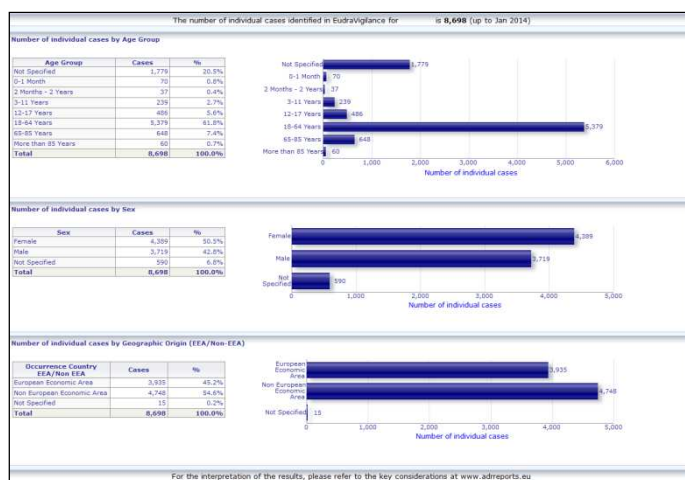 The number of individual cases identified in EudraVigilance for is 8,698 (up to Jan 2014)
Number of individual cases by Age Group
Age Group Cases %
Not Specified 1,779 20.5%
0-1 Month 70 0.8%
2 Months - 2 Years 37 0.4%
3-11 Years 239 2.7%
12-17 Years 486 5.6%
18-64 Years 5,379 61.8%
65-85 Years 648 7.4%
More than 85 Years 60 0.7%
Total 8,698 100.0%
Not Specified 1,779
0-1 Month 70
2 Months - 2 Years 37
3-11 Years 239
12-17 Years 486
18-64 Years 5,379
65-85 Years 648
More than 85 Years 60
0 1,000 2,000 3,000 4,000 5,000 6,000
Number of individual cases
Number of individual cases by Sex
Sex Cases %
Female 4,389 50.5%
Male 3,719 42.8%
Not Specified 590 6.8%
Total 8,698 100.0%
Female 4,389
Male 3,719
Not
Specified 590
0 1,000 2,000 3,000 4,000 5,000
Number of individual cases
Number of individual cases by Geographic Origin (EEA/Non-EEA)
Occurrence Country
EEA/Non EEA Cases %
European Economic Area 3,935 45.2%
Non European Economic Area 4,748 54.6%
Not Specified 15 0.2%
Total 8,698 100.0%
European
Economic
Area 3,935
Non European
Economic
Area 4,748
Not Specified 15
0 1,000 2,000 3,000 4,000 5,000
Number of individual cases
For the interpretation of the results, please refer to the key considerations at www.adrreports.eu